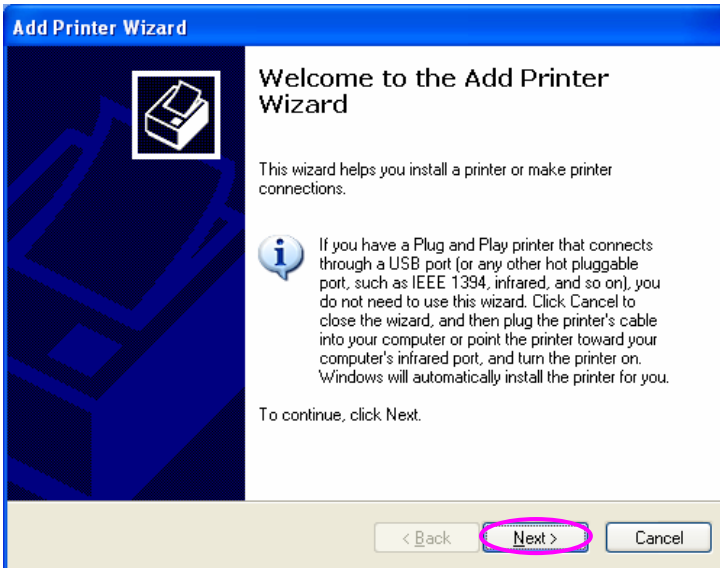 Add Printer Wizard
Welcome to the Add Printer
Wizard
This wizard helps you install a printer or make printer
connections.
If you have a Plug and Play printer that connects
through a USB port (or any other hot pluggable
port, such as IEEE 1394, infrared, and so on), you
do not need to use this wizard. Click Cancel to
close the wizard, and then plug the printer's cable
into your computer or point the printer toward your
computer's infrared port, and turn the printer on.
Windows will automatically install the printer for you.
To continue, click Next.
< Back Next > Cancel